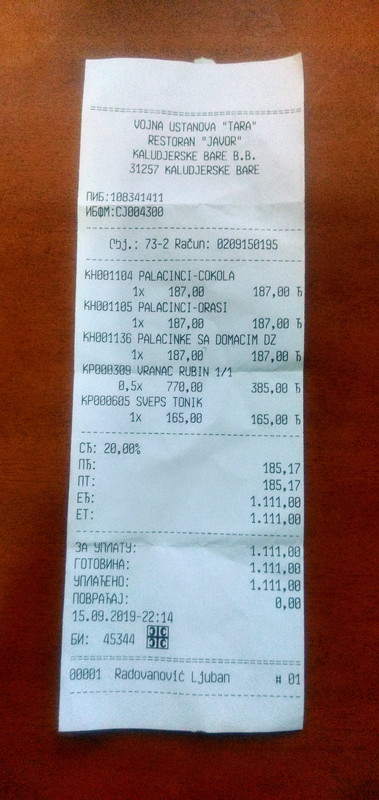 VOJNA USTANOVA "TARA"
RESTORAN "JAVOR"
KALUDJERSKE BARE B.B.
31257 KALUDJERSKE BARE
ПИБ:108341411
ИБФМ:CJ004300
Obj.: 73-2 Račun: 0209150195
KH001104 PALACINCI-COKOLA
1x 187,00 187,00 Ђ
KH001105 PALACINCI-ORASI
1x 187,00 187,00 Ђ
KH001136 PALACINKE SA DOMACIM DZ
1x 187,00 187,00 Ђ
KP000309 VRANAC RUBIN 1/1
0,5x 770,00 385,00 Ђ
KP000605 SVEPS TONIK
1x 165,00 165,00 Ђ
СЂ: 20,00%
ПЂ: 185,17
ПТ: 185,17
ЕЂ: 1.111,00
ЕТ: 1.111,00
ЗА УПЛАТУ: 1.111,00
ГОТОВИНА: 1.111,00
УПЛАЋЕНО: 1.111,00
ПОВРАЋАЈ: 0,00
15.09.2019-22:14
БИ: 45344
00001 Radovanović Ljuban # 01